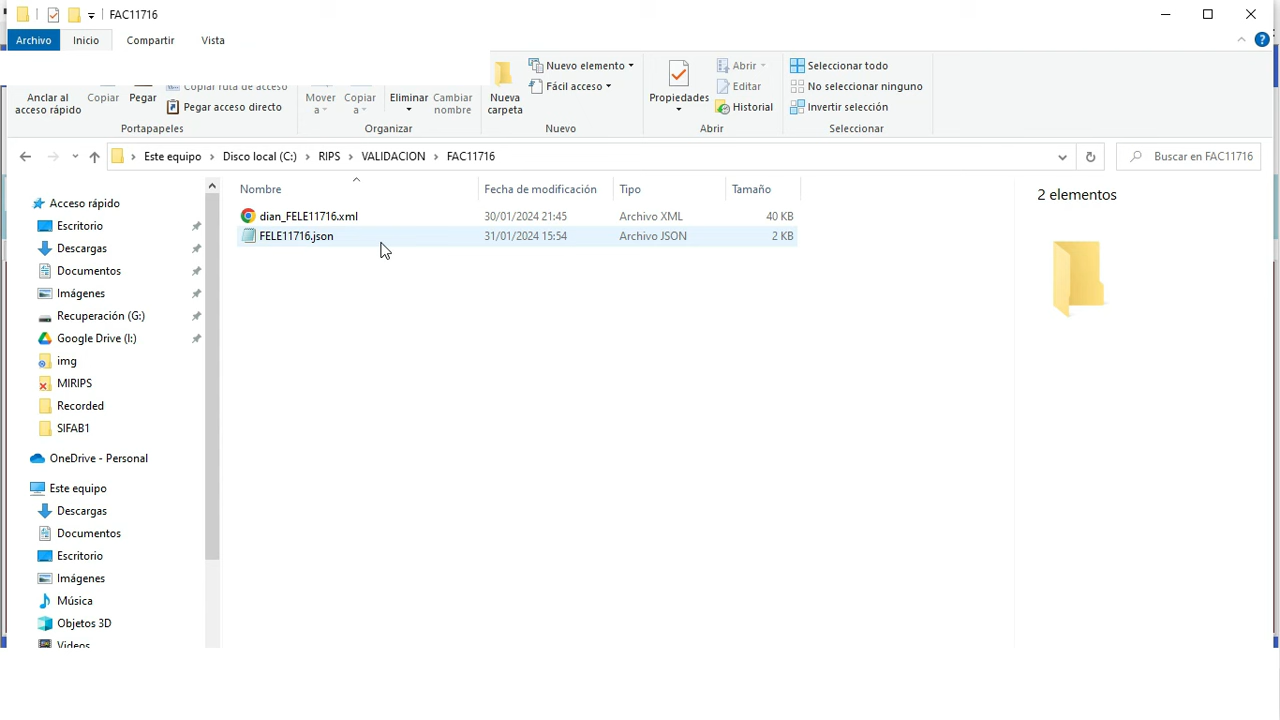 FAC11716
Archivo Inicio Compartir Vista
Nuevo elemento Abrir Seleccionar todo
Copiar ruta de acceso Fácil acceso Editar No seleccionar ninguno
Anclar al acceso rápido Copiar Pegar Pegar acceso directo Mover a Copiar a Eliminar Cambiar nombre Nueva carpeta Propiedades Historial Invertir selección
Portapapeles Organizar Nuevo Abrir Seleccionar
Este equipo Disco local (C:) RIPS VALIDACION FAC11716 Buscar en FAC11716
Nombre Fecha de modificación Tipo Tamaño
dian_FELE11716.xml 30/01/2024 21:45 Archivo XML 40 KB
FELE11716.json 31/01/2024 15:54 Archivo JSON 2 KB
2 elementos
Acceso rápido
Escritorio
Descargas
Documentos
Imágenes
Recuperación (G:)
Google Drive (I:)
img
MIRIPS
Recorded
SIFAB1
OneDrive - Personal
Este equipo
Descargas
Documentos
Escritorio
Imágenes
Música
Objetos 3D
Videos